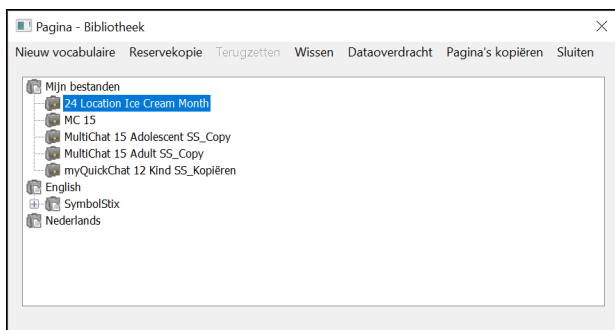 Pagina - Bibliotheek
Nieuw vocabulaire Reservekopie Terugzetten Wissen Dataoverdracht Pagina's kopiëren Sluiten
Mijn bestanden
24 Location Ice Cream Month
MC 15
MultiChat 15 Adolescent SS_Copy
MultiChat 15 Adult SS_Copy
myQuickChat 12 Kind SS_Kopiëren
English
SymbolStix
Nederlands